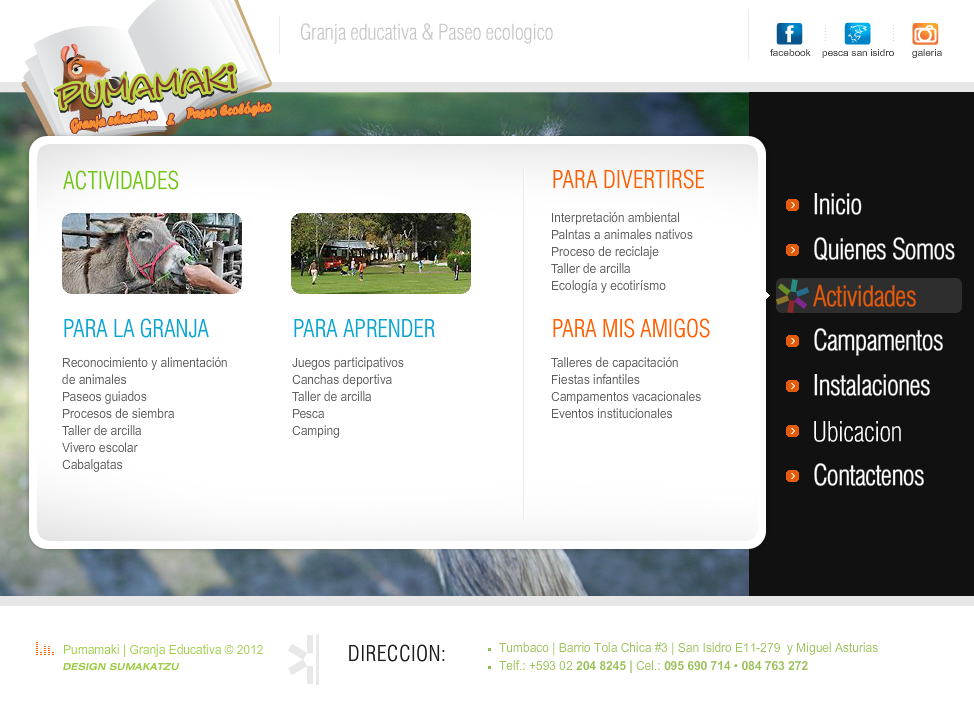 PUMAMAKI
Granja educativa & Paseo Ecológico
Granja educativa & Paseo ecologico
facebook
pesca san isidro
galeria
ACTIVIDADES
PARA LA GRANJA
Reconocimiento y alimentación
de animales
Paseos guiados
Procesos de siembra
Taller de arcilla
Vivero escolar
Cabalgatas
PARA APRENDER
Juegos participativos
Canchas deportiva
Taller de arcilla
Pesca
Camping
PARA DIVERTIRSE
Interpretación ambiental
Palntas a animales nativos
Proceso de reciclaje
Taller de arcilla
Ecología y ecotirísmo
PARA MIS AMIGOS
Talleres de capacitación
Fiestas infantiles
Campamentos vacacionales
Eventos institucionales
Inicio
Quienes Somos
Actividades
Campamentos
Instalaciones
Ubicacion
Contactenos
Pumamaki | Granja Educativa © 2012
DESIGN SUMAKATZU
DIRECCION:
Tumbaco | Barrio Tola Chica #3 | San Isidro E11-279 y Miguel Asturias
Telf.: +593 02 204 8245 | Cel.: 095 690 714 • 084 763 272